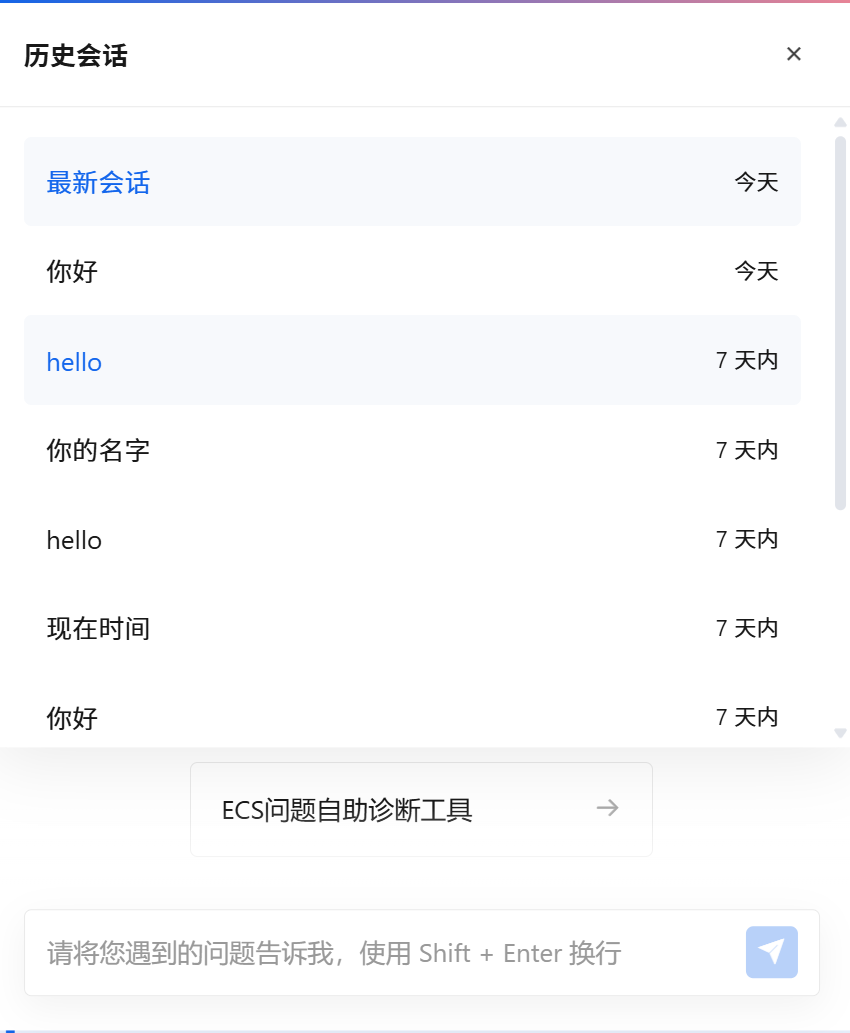 历史会话
最新会话 今天
你好 今天
hello 7 天内
你的名字 7 天内
hello 7 天内
现在时间 7 天内
你好 7 天内
ECS问题自助诊断工具
请将您遇到的问题告诉我，使用 Shift + Enter 换行